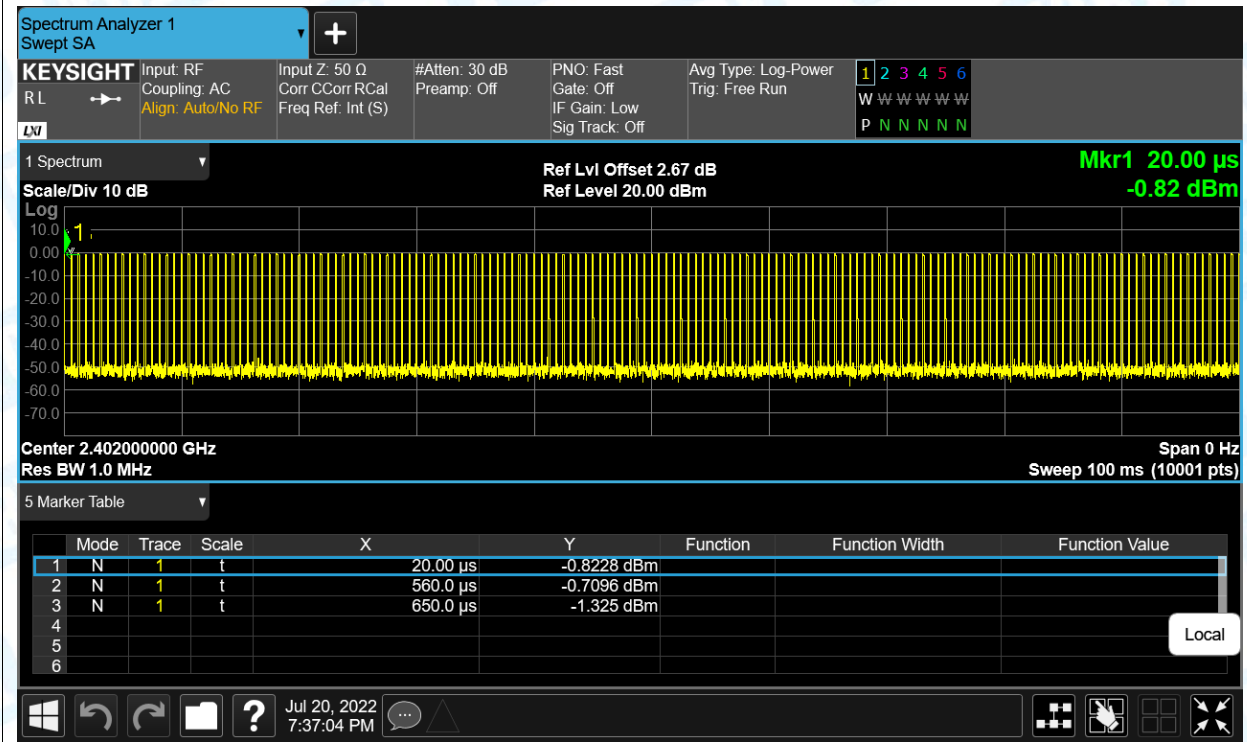 Spectrum Analyzer 1
Swept SA
+
KEYSIGHT
R L
LXI
Input: RF
Coupling: AC
Align: Auto/No RF
Input Z: 50 Ω
Corr CCorr RCal
Freq Ref: Int (S)
#Atten: 30 dB
Preamp: Off
PNO: Fast
Gate: Off
IF Gain: Low
Sig Track: Off
Avg Type: Log-Power
Trig: Free Run
1 2 3 4 5 6
W W W W W W
P N N N N N
1 Spectrum
Scale/Div 10 dB
Ref Lvl Offset 2.67 dB
Ref Level 20.00 dBm
Mkr1 20.00 µs
-0.82 dBm
Log
1
10.0
0.00
-10.0
-20.0
-30.0
-40.0
-50.0
-60.0
-70.0
Center 2.402000000 GHz
Res BW 1.0 MHz
Span 0 Hz
Sweep 100 ms (10001 pts)
5 Marker Table
Mode Trace Scale X Y Function Function Width Function Value
1 N 1 t 20.00 µs -0.8228 dBm
2 N 1 t 560.0 µs -0.7096 dBm
3 N 1 t 650.0 µs -1.325 dBm
4
5
6
Local
?
Jul 20, 2022
7:37:04 PM